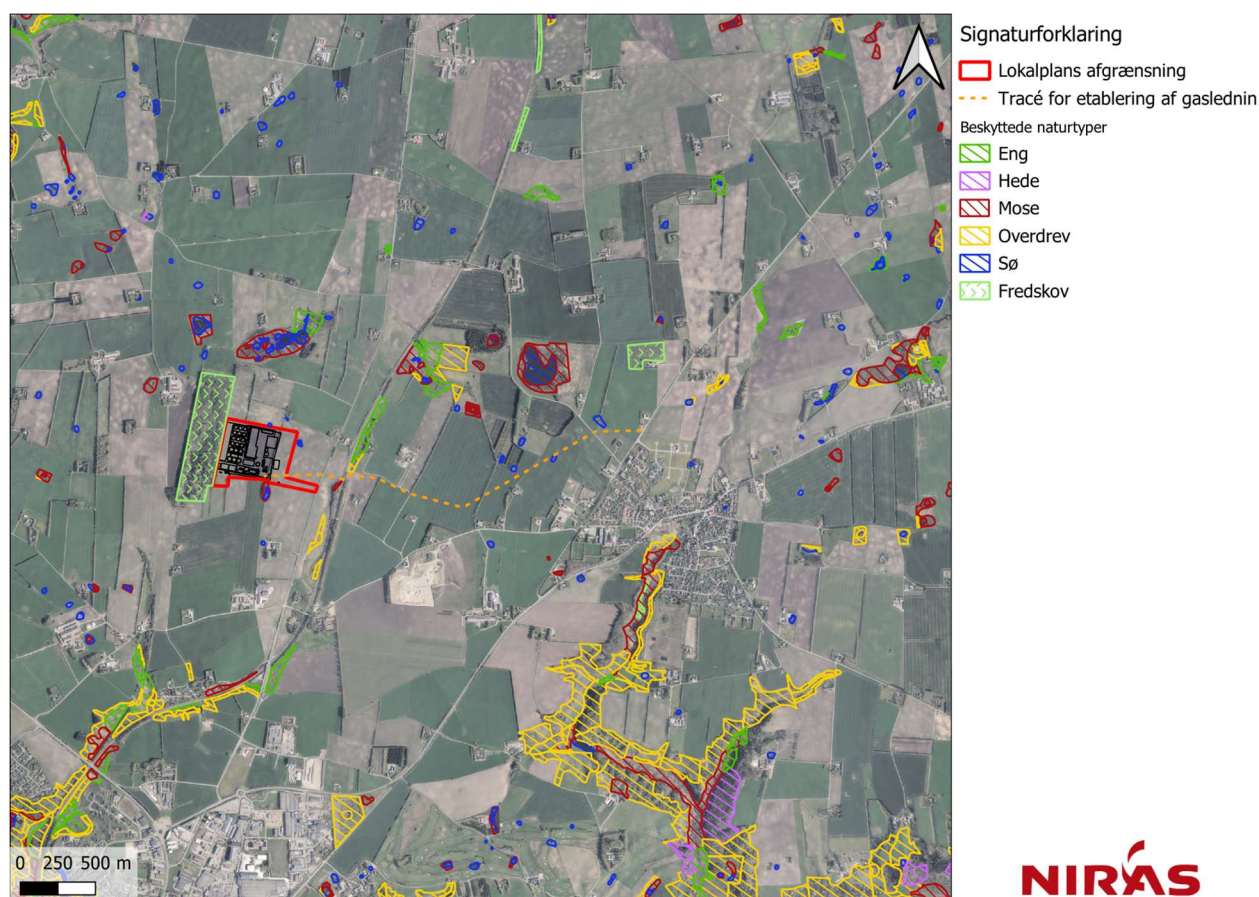 Signaturforklaring
Lokalplans afgrænsning
Tracé for etablering af gaslednin
Beskyttede naturtyper
Eng
Hede
Mose
Overdrev
Sø
Fredskov
0 250 500 m
NIRAS